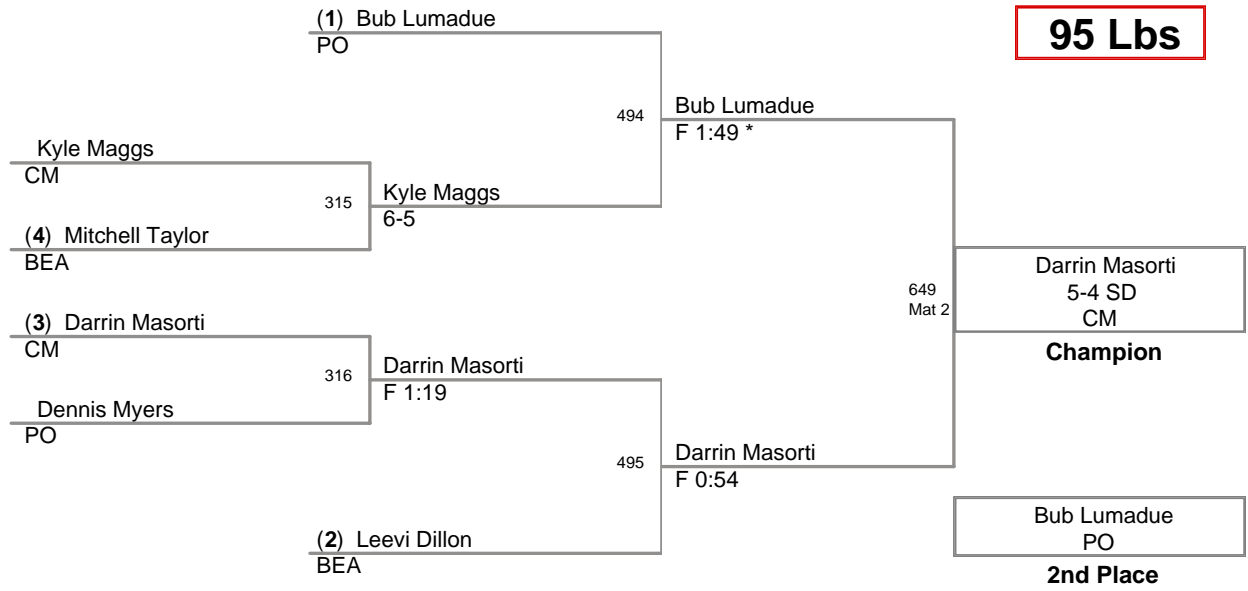 (1) Bub Lumadue
PO
95 Lbs
494
Bub Lumadue
F 1:49 *
Kyle Maggs
CM
315
Kyle Maggs
6-5
(4) Mitchell Taylor
BEA
649
Mat 2
Darrin Masorti
5-4 SD
CM
Champion
(3) Darrin Masorti
CM
316
Darrin Masorti
F 1:19
Dennis Myers
PO
495
Darrin Masorti
F 0:54
(2) Leevi Dillon
BEA
Bub Lumadue
PO
2nd Place